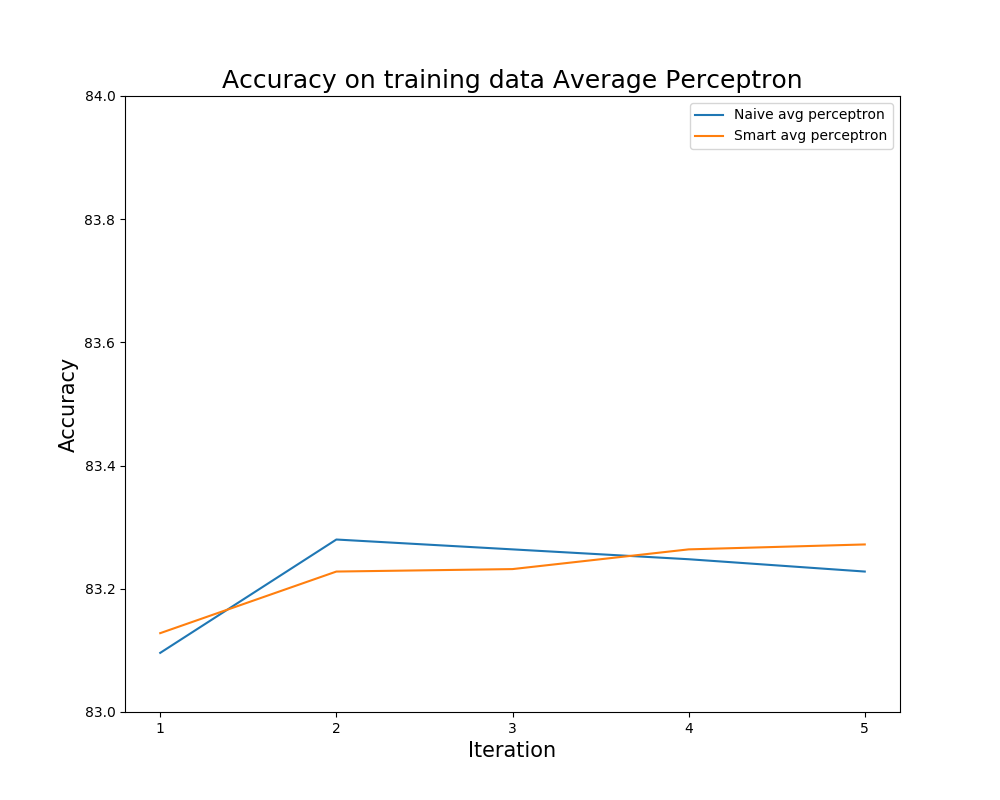 Accuracy on training data Average Perceptron
84.0
Naive avg perceptron
Smart avg perceptron
83.8
83.6
Accuracy
83.4
83.2
83.0
1 2 3 4 5
Iteration